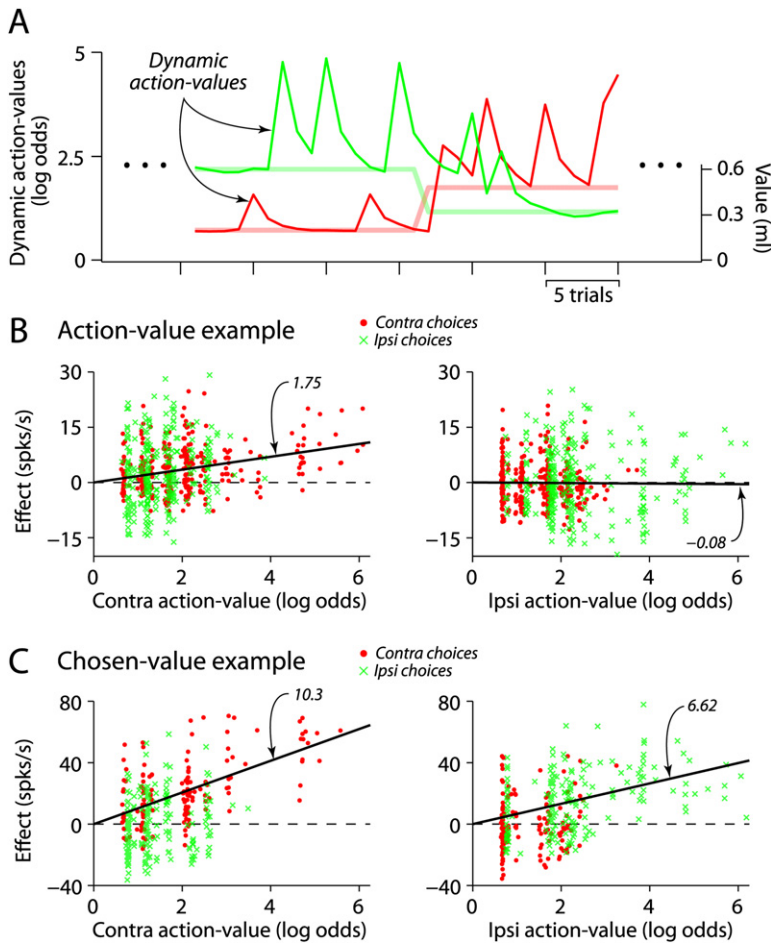 A
Dynamic action-values
(log odds)
5
2.5
0
Dynamic
action-values
0.6
0.3
0
Value (ml)
5 trials
B Action-value example
Contra choices
Ipsi choices
Effect (spks/s)
30
15
0
−15
1.75
0 2 4 6
Contra action-value (log odds)
−0.08
0 2 4 6
Ipsi action-value (log odds)
C Chosen-value example
Contra choices
Ipsi choices
Effect (spks/s)
80
40
0
−40
10.3
0 2 4 6
Contra action-value (log odds)
80
40
0
−40
6.62
0 2 4 6
Ipsi action-value (log odds)